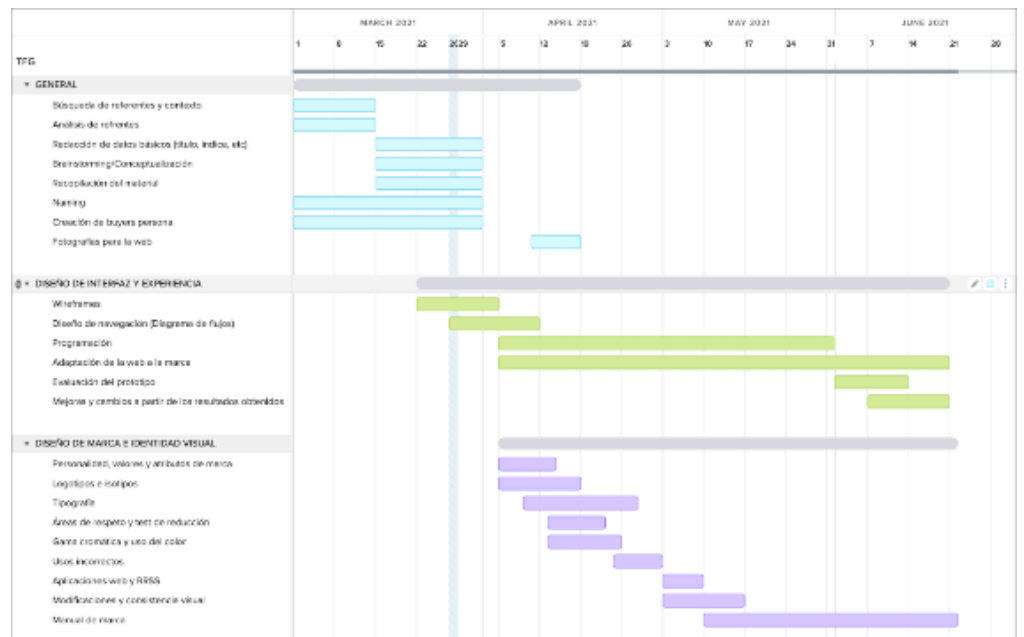 MARCH 2021 APRIL 2021 MAY 2021 JUNE 2021
1 8 15 22 2829 5 12 19 26 3 10 17 24 31 7 14 21 28
TFG
GENERAL
Búsqueda de referentes y contexto
Análisis de refrentes
Redacción de datos básicos (título, índice, etc)
Brainstorming/Conceptualización
Recopilación del material
Naming
Creación de buyers persona
Fotografías para la web
DISEÑO DE INTERFAZ Y EXPERIENCIA
Wireframes
Diseño de navegación (Diagrama de flujos)
Programación
Adaptación de la web a la marca
Evaluación del prototipo
Mejoras y cambios a partir de los resultados obtenidos
DISEÑO DE MARCA E IDENTIDAD VISUAL
Personalidad, valores y atributos de marca
Logotipos e isotipos
Tipografía
Áreas de respeto y test de reducción
Gama cromática y uso del color
Usos incorrectos
Aplicaciones web y RRSS
Modificaciones y consistencia visual
Manual de marca